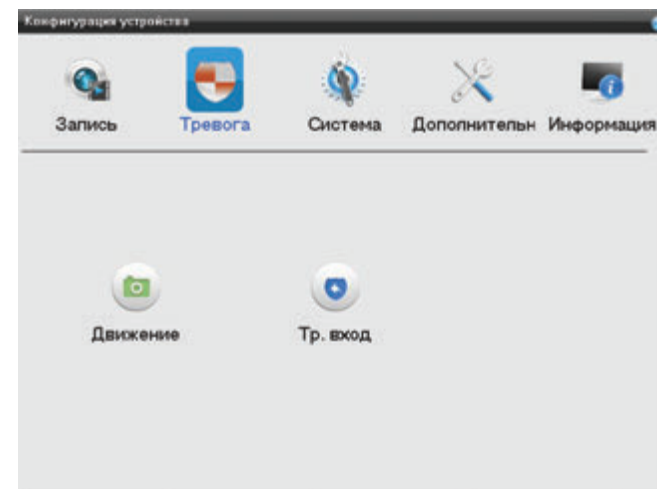 Конфигурация устройства
Запись Тревога Система Дополнительн Информация
Движение Тр. вход